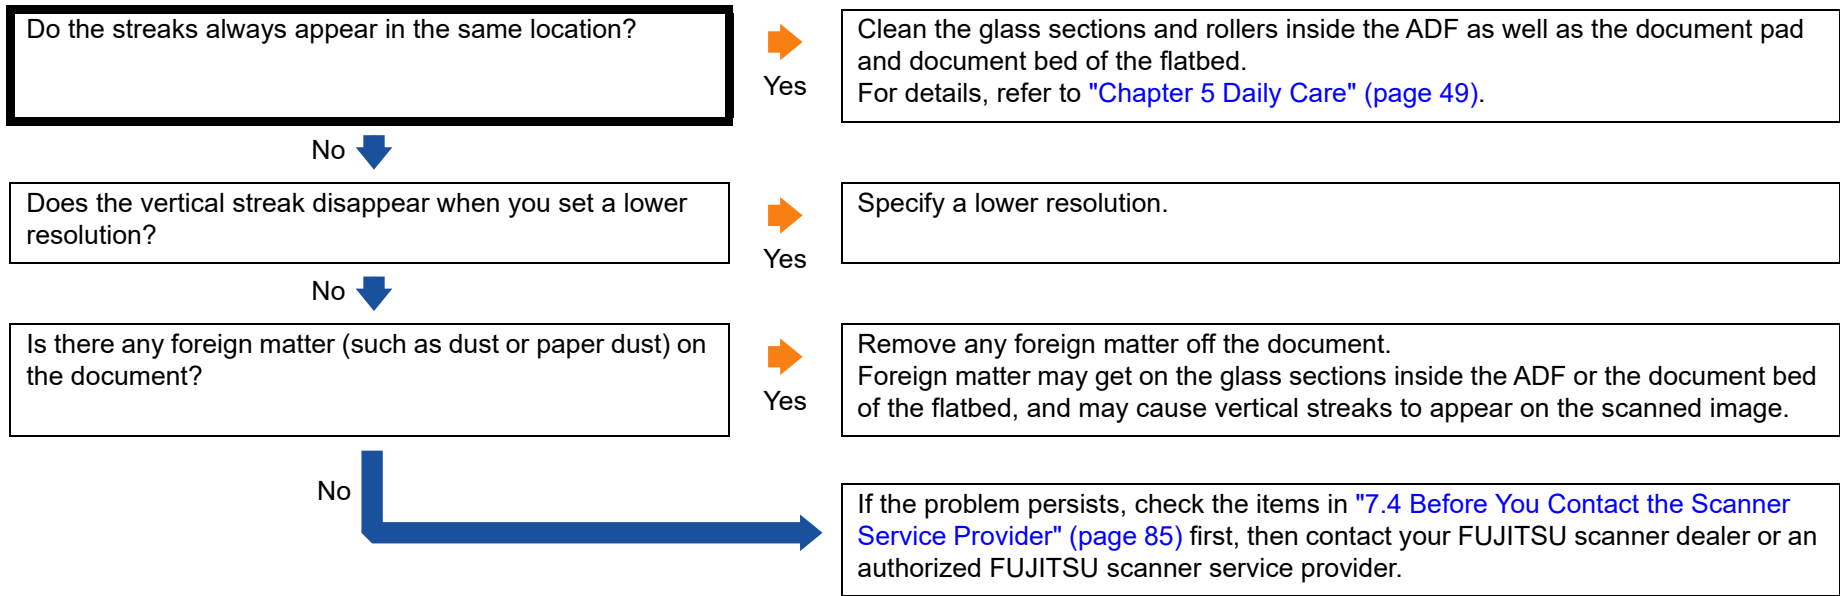 Do the streaks always appear in the same location?
Yes
Clean the glass sections and rollers inside the ADF as well as the document pad
and document bed of the flatbed.
For details, refer to "Chapter 5 Daily Care" (page 49).
No
Does the vertical streak disappear when you set a lower
resolution?
Yes
Specify a lower resolution.
No
Is there any foreign matter (such as dust or paper dust) on
the document?
Yes
Remove any foreign matter off the document.
Foreign matter may get on the glass sections inside the ADF or the document bed
of the flatbed, and may cause vertical streaks to appear on the scanned image.
No
If the problem persists, check the items in "7.4 Before You Contact the Scanner
Service Provider" (page 85) first, then contact your FUJITSU scanner dealer or an
authorized FUJITSU scanner service provider.